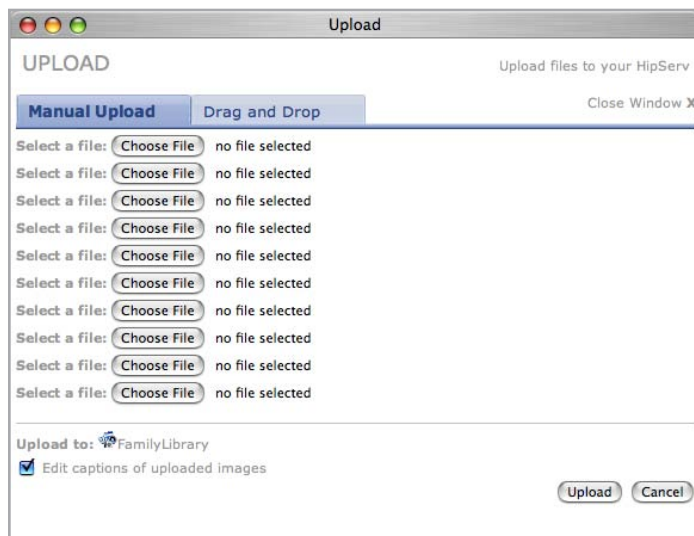 Upload
UPLOAD
Upload files to your HipServ
Close Window X
Manual Upload Drag and Drop
Select a file: Choose File no file selected
Select a file: Choose File no file selected
Select a file: Choose File no file selected
Select a file: Choose File no file selected
Select a file: Choose File no file selected
Select a file: Choose File no file selected
Select a file: Choose File no file selected
Select a file: Choose File no file selected
Select a file: Choose File no file selected
Select a file: Choose File no file selected
Upload to: FamilyLibrary
Edit captions of uploaded images
Upload Cancel